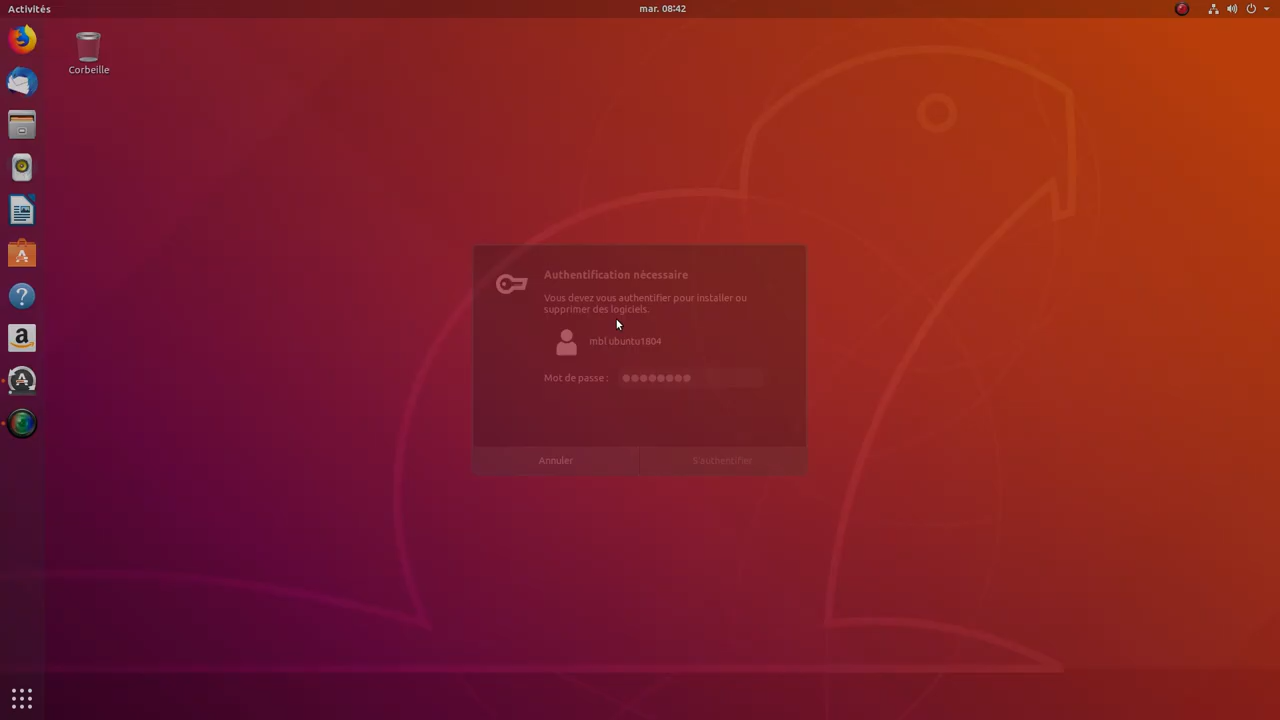 Activités
mar. 08:42
Corbeille
Authentification nécessaire
Vous devez vous authentifier pour installer ou
supprimer des logiciels.
mbl ubuntu1804
Mot de passe :
Annuler
S'authentifier